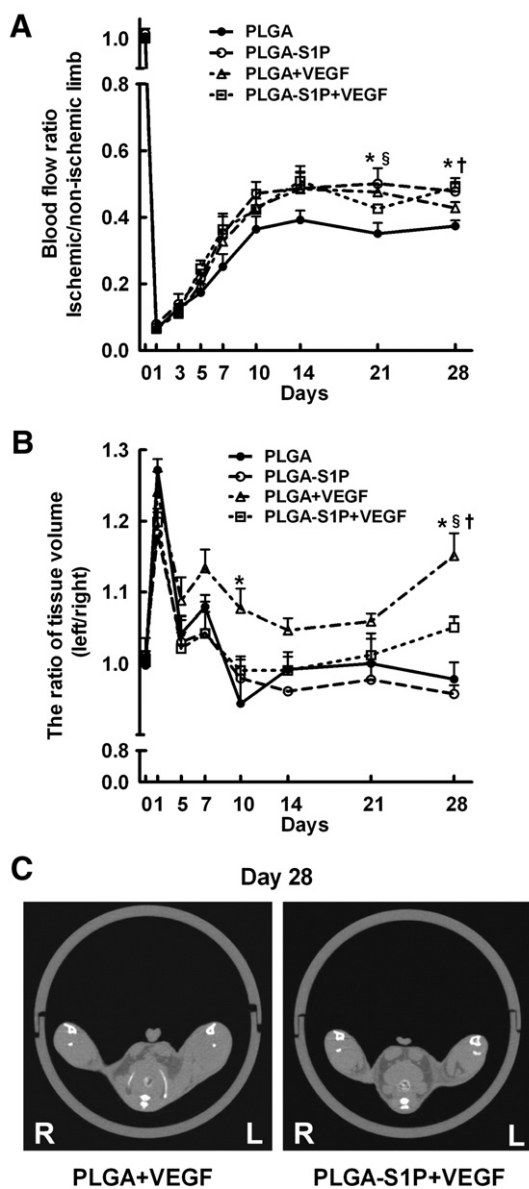 A
PLGA
PLGA-S1P
PLGA+VEGF
PLGA-S1P+VEGF
Blood flow ratio
Ischemic/non-ischemic limb
1.0
0.8
0.6
0.4
0.2
0.0
* §
* †
01 3 5 7 10 14 21 28
Days
B
PLGA
PLGA-S1P
PLGA+VEGF
PLGA-S1P+VEGF
The ratio of tissue volume
(left/right)
1.3
1.2
1.1
1.0
0.8
0.0
*
* § †
01 5 7 10 14 21 28
Days
C
Day 28
R L
R L
PLGA+VEGF PLGA-S1P+VEGF